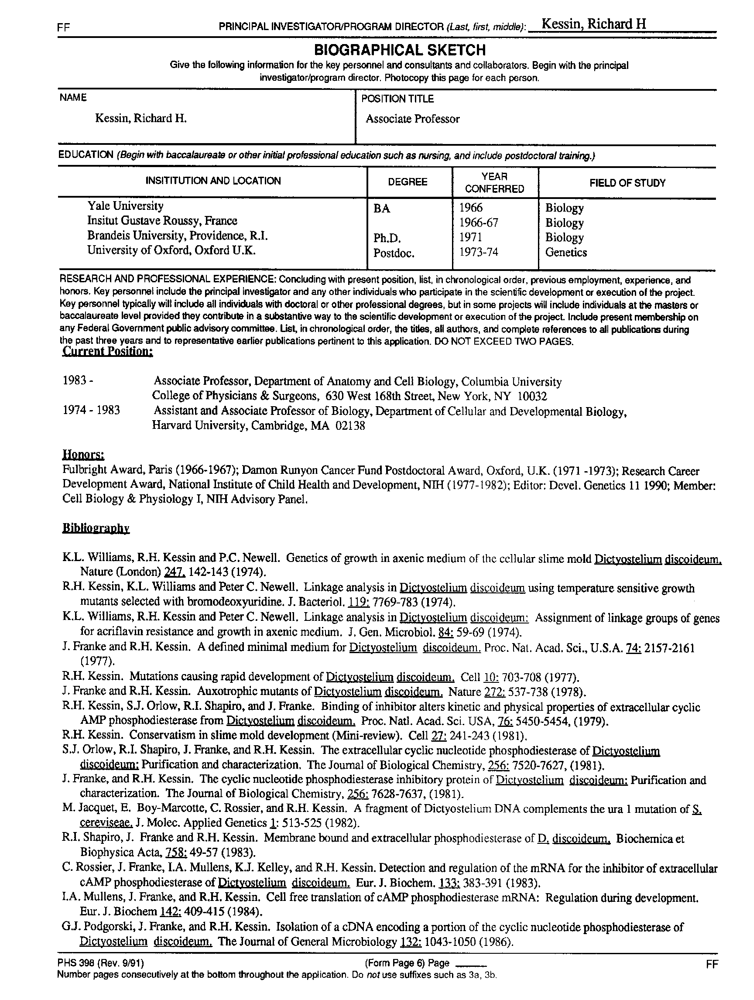 FF PRINCIPAL INVESTIGATOR/PROGRAM DIRECTOR (Last, first, middle): Kessin, Richard H
BIOGRAPHICAL SKETCH
Give the following information for the key personnel and consultants and collaborators. Begin with the principal
investigator/program director. Photocopy this page for each person.
NAME POSITION TITLE
Kessin, Richard H. Associate Professor
EDUCATION (Begin with baccalaureate or other initial professional education such as nursing, and include postdoctoral training.)
INSITITUTION AND LOCATION DEGREE YEAR CONFERRED FIELD OF STUDY
Yale University BA 1966 Biology
Insitut Gustave Roussy, France 1966-67 Biology
Brandeis University, Providence, R.I. Ph.D. 1971 Biology
University of Oxford, Oxford U.K. Postdoc. 1973-74 Genetics
RESEARCH AND PROFESSIONAL EXPERIENCE: Concluding with present position, list, in chronological order, previous employment, experience, and
honors. Key personnel include the principal investigator and any other individuals who participate in the scientific development or execution of the project.
Key personnel typically will include all individuals with doctoral or other professional degrees, but in some projects will include individuals at the masters or
baccalaureate level provided they contribute in a substantive way to the scientific development or execution of the project. Include present membership on
any Federal Government public advisory committee. List, in chronological order, the titles, all authors, and complete references to all publications during
the past three years and to representative earlier publications pertinent to this application. DO NOT EXCEED TWO PAGES.
Current Position:
1983 - Associate Professor, Department of Anatomy and Cell Biology, Columbia University
College of Physicians & Surgeons, 630 West 168th Street, New York, NY 10032
1974 - 1983 Assistant and Associate Professor of Biology, Department of Cellular and Developmental Biology,
Harvard University, Cambridge, MA 02138
Honors:
Fulbright Award, Paris (1966-1967); Damon Runyon Cancer Fund Postdoctoral Award, Oxford, U.K. (1971 -1973); Research Career
Development Award, National Institute of Child Health and Development, NIH (1977-1982); Editor: Devel. Genetics 11 1990; Member:
Cell Biology & Physiology I, NIH Advisory Panel.
Bibliography
K.L. Williams, R.H. Kessin and P.C. Newell. Genetics of growth in axenic medium of the cellular slime mold Dictyostelium discoideum.
Nature (London) 247, 142-143 (1974).
R.H. Kessin, K.L. Williams and Peter C. Newell. Linkage analysis in Dictyostelium discoideum using temperature sensitive growth
mutants selected with bromodeoxyuridine. J. Bacteriol. 119: 7769-783 (1974).
K.L. Williams, R.H. Kessin and Peter C. Newell. Linkage analysis in Dictyostelium discoideum: Assignment of linkage groups of genes
for acriflavin resistance and growth in axenic medium. J. Gen. Microbiol. 84: 59-69 (1974).
J. Franke and R.H. Kessin. A defined minimal medium for Dictyostelium discoideum. Proc. Nat. Acad. Sci., U.S.A. 74: 2157-2161
(1977).
R.H. Kessin. Mutations causing rapid development of Dictyostelium discoideum. Cell 10: 703-708 (1977).
J. Franke and R.H. Kessin. Auxotrophic mutants of Dictyostelium discoideum. Nature 272: 537-738 (1978).
R.H. Kessin, S.J. Orlow, R.I. Shapiro, and J. Franke. Binding of inhibitor alters kinetic and physical properties of extracellular cyclic
AMP phosphodiesterase from Dictyostelium discoideum. Proc. Natl. Acad. Sci. USA, 76: 5450-5454, (1979).
R.H. Kessin. Conservatism in slime mold development (Mini-review). Cell 27: 241-243 (1981).
S.J. Orlow, R.I. Shapiro, J. Franke, and R.H. Kessin. The extracellular cyclic nucleotide phosphodiesterase of Dictyostelium
discoideum: Purification and characterization. The Journal of Biological Chemistry, 256: 7520-7627, (1981).
J. Franke, and R.H. Kessin. The cyclic nucleotide phosphodiesterase inhibitory protein of Dictyostelium discoideum: Purification and
characterization. The Journal of Biological Chemistry, 256: 7628-7637, (1981).
M. Jacquet, E. Boy-Marcotte, C. Rossier, and R.H. Kessin. A fragment of Dictyostelium DNA complements the ura 1 mutation of S.
cereviseae. J. Molec. Applied Genetics 1: 513-525 (1982).
R.I. Shapiro, J. Franke and R.H. Kessin. Membrane bound and extracellular phosphodiesterase of D. discoideum. Biochemica et
Biophysica Acta, 758: 49-57 (1983).
C. Rossier, J. Franke, I.A. Mullens, K.J. Kelley, and R.H. Kessin. Detection and regulation of the mRNA for the inhibitor of extracellular
cAMP phosphodiesterase of Dictyostelium discoideum. Eur. J. Biochem. 133: 383-391 (1983).
I.A. Mullens, J. Franke, and R.H. Kessin. Cell free translation of cAMP phosphodiesterase mRNA: Regulation during development.
Eur. J. Biochem 142: 409-415 (1984).
G.J. Podgorski, J. Franke, and R.H. Kessin. Isolation of a cDNA encoding a portion of the cyclic nucleotide phosphodiesterase of
Dictyostelium discoideum. The Journal of General Microbiology 132: 1043-1050 (1986).
PHS 398 (Rev. 9/91) (Form Page 6) Page ____ FF
Number pages consecutively at the bottom throughout the application. Do not use suffixes such as 3a, 3b.